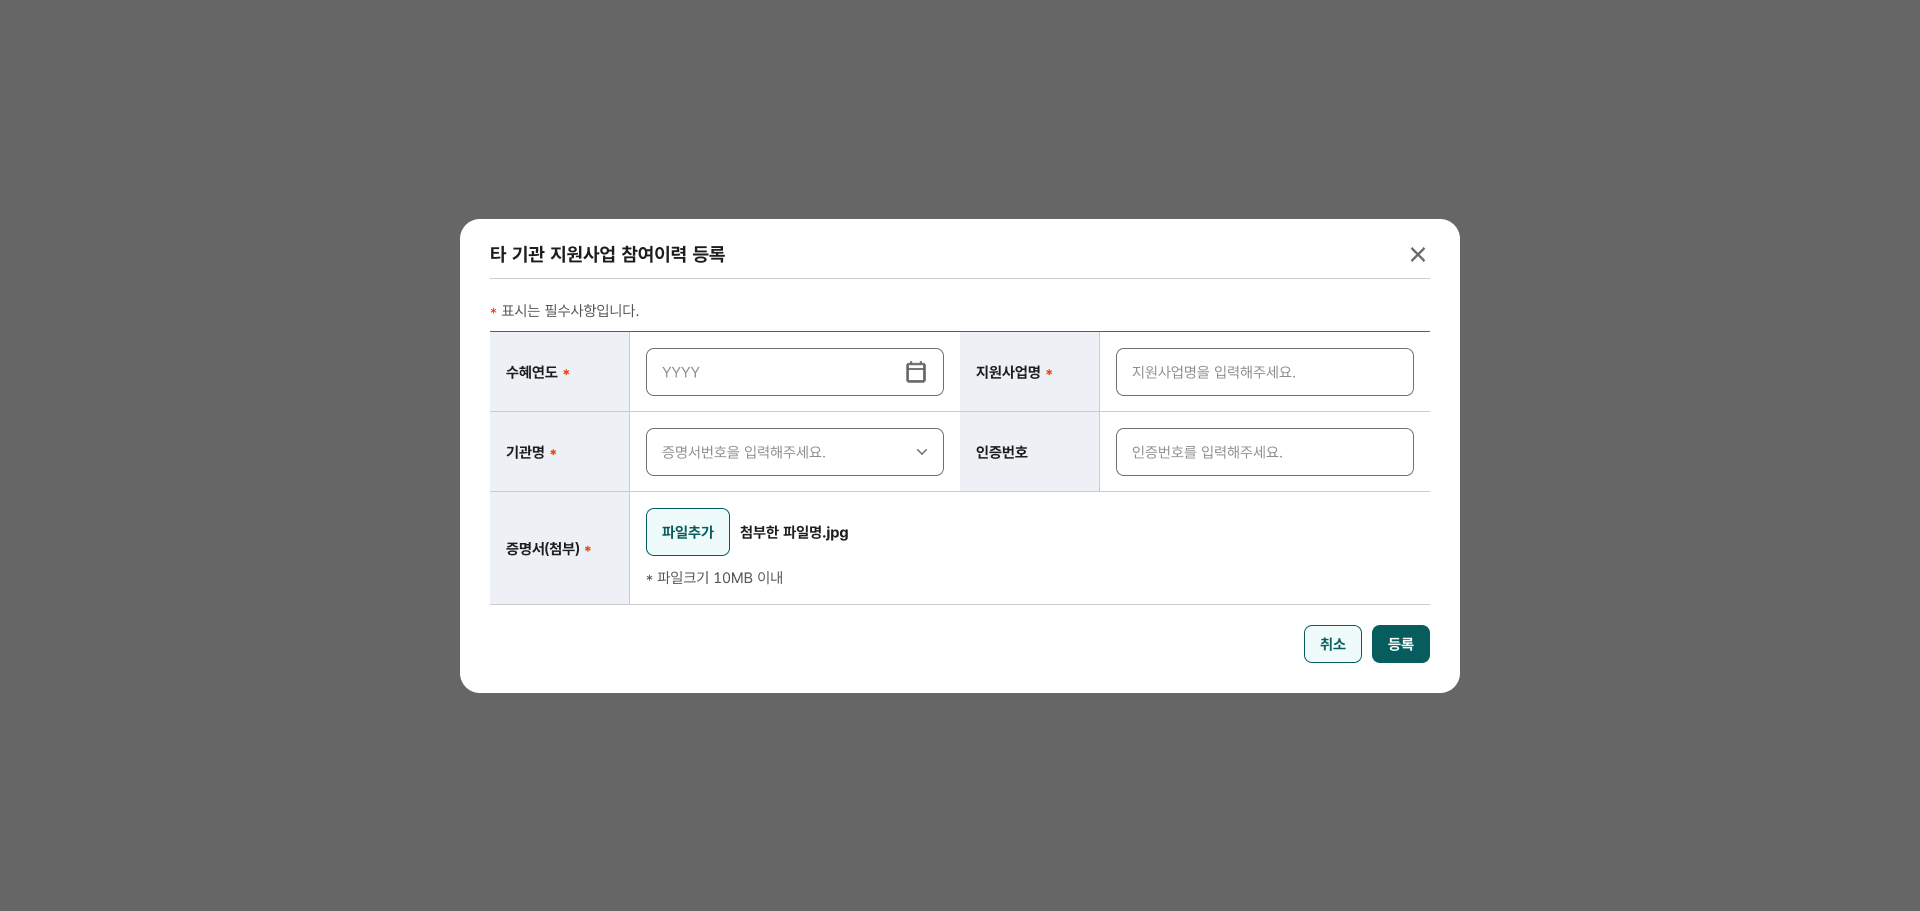 타 기관 지원사업 참여이력 등록
* 표시는 필수사항입니다.
수혜연도 *
YYYY
지원사업명 *
지원사업명을 입력해주세요.
기관명 *
증명서번호을 입력해주세요.
인증번호
인증번호를 입력해주세요.
증명서(첨부) *
파일추가
첨부한 파일명.jpg
* 파일크기 10MB 이내
취소
등록